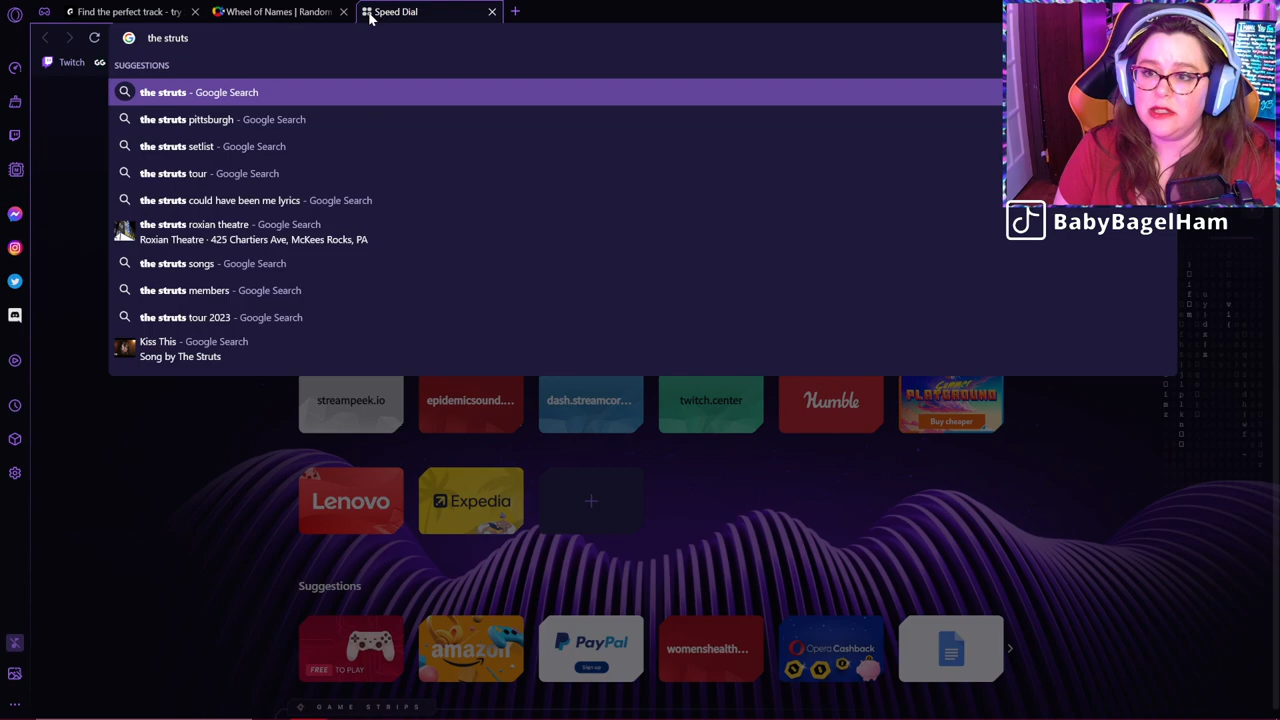 Find the perfect track - try
Wheel of Names | Random
Speed Dial
the struts
Twitch
GG
SUGGESTIONS
the struts - Google Search
the struts pittsburgh - Google Search
the struts setlist - Google Search
the struts tour - Google Search
the struts could have been me lyrics - Google Search
the struts roxian theatre - Google Search
Roxian Theatre · 425 Chartiers Ave, McKees Rocks, PA
the struts songs - Google Search
the struts members - Google Search
the struts tour 2023 - Google Search
Kiss This - Google Search
Song by The Struts
BabyBagelHam
streampeek.io
epidemicsound....
dash.streamcor...
twitch.center
Humble
SUMMER
PLAYGROUND
Buy cheaper
Lenovo
Expedia
Suggestions
FREE TO PLAY
amazon
PayPal
Sign up
womenshealth...
Opera Cashback
GAME STRIPS